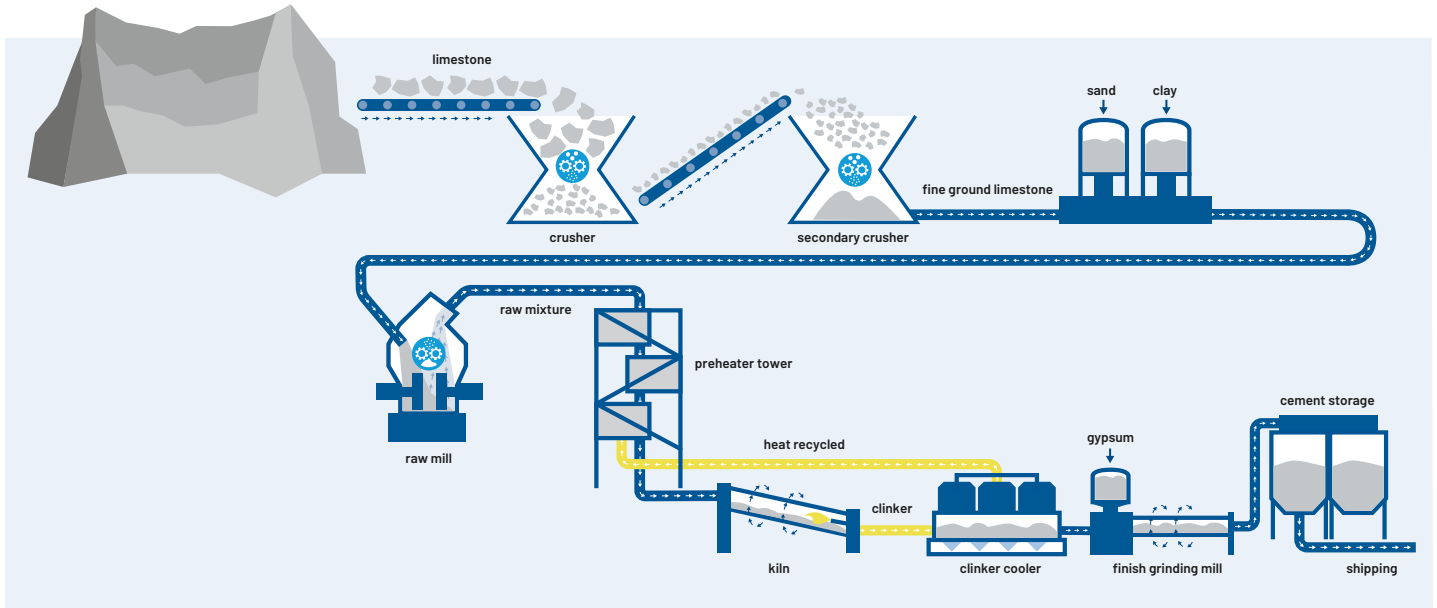 limestone
sand
clay
fine ground limestone
crusher
secondary crusher
raw mixture
preheater tower
cement storage
gypsum
heat recycled
raw mill
clinker
kiln
clinker cooler
finish grinding mill
shipping